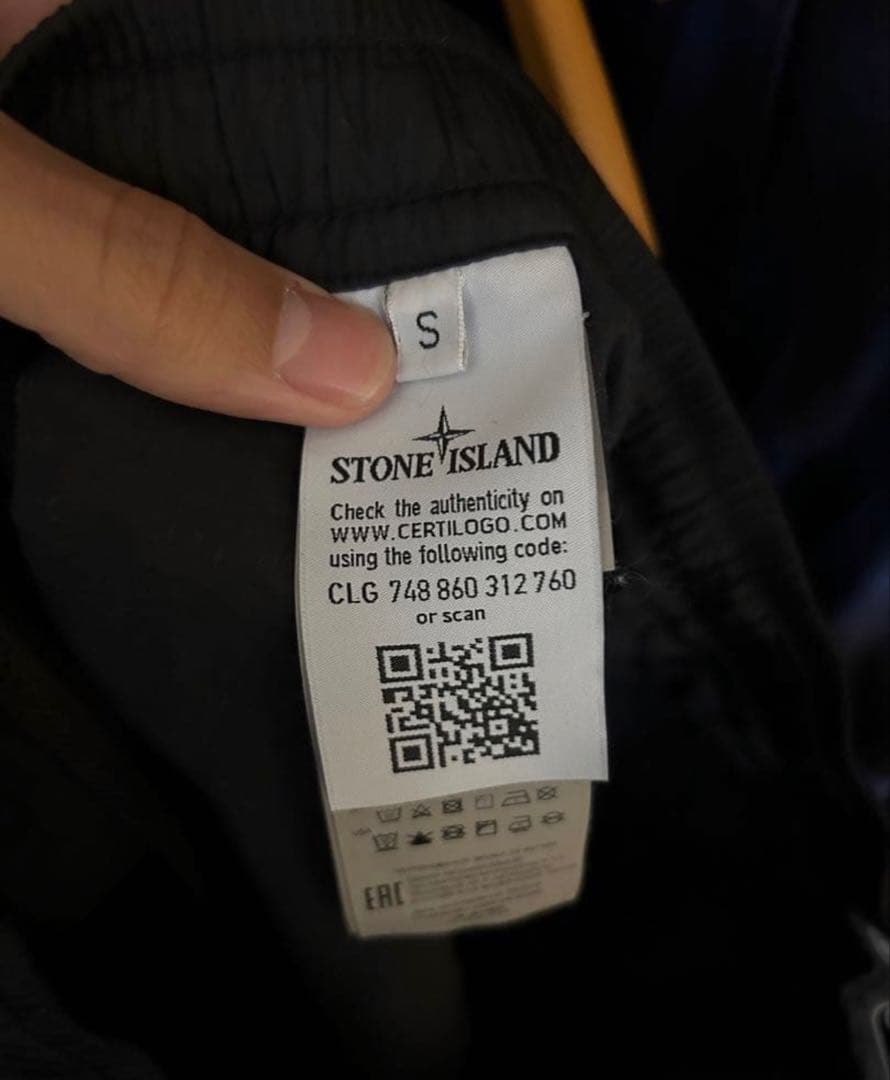 S
STONE ISLAND
Check the authenticity on
WWW.CERTILOGO.COM
using the following code:
CLG 748 860 312 760
or scan
EAC